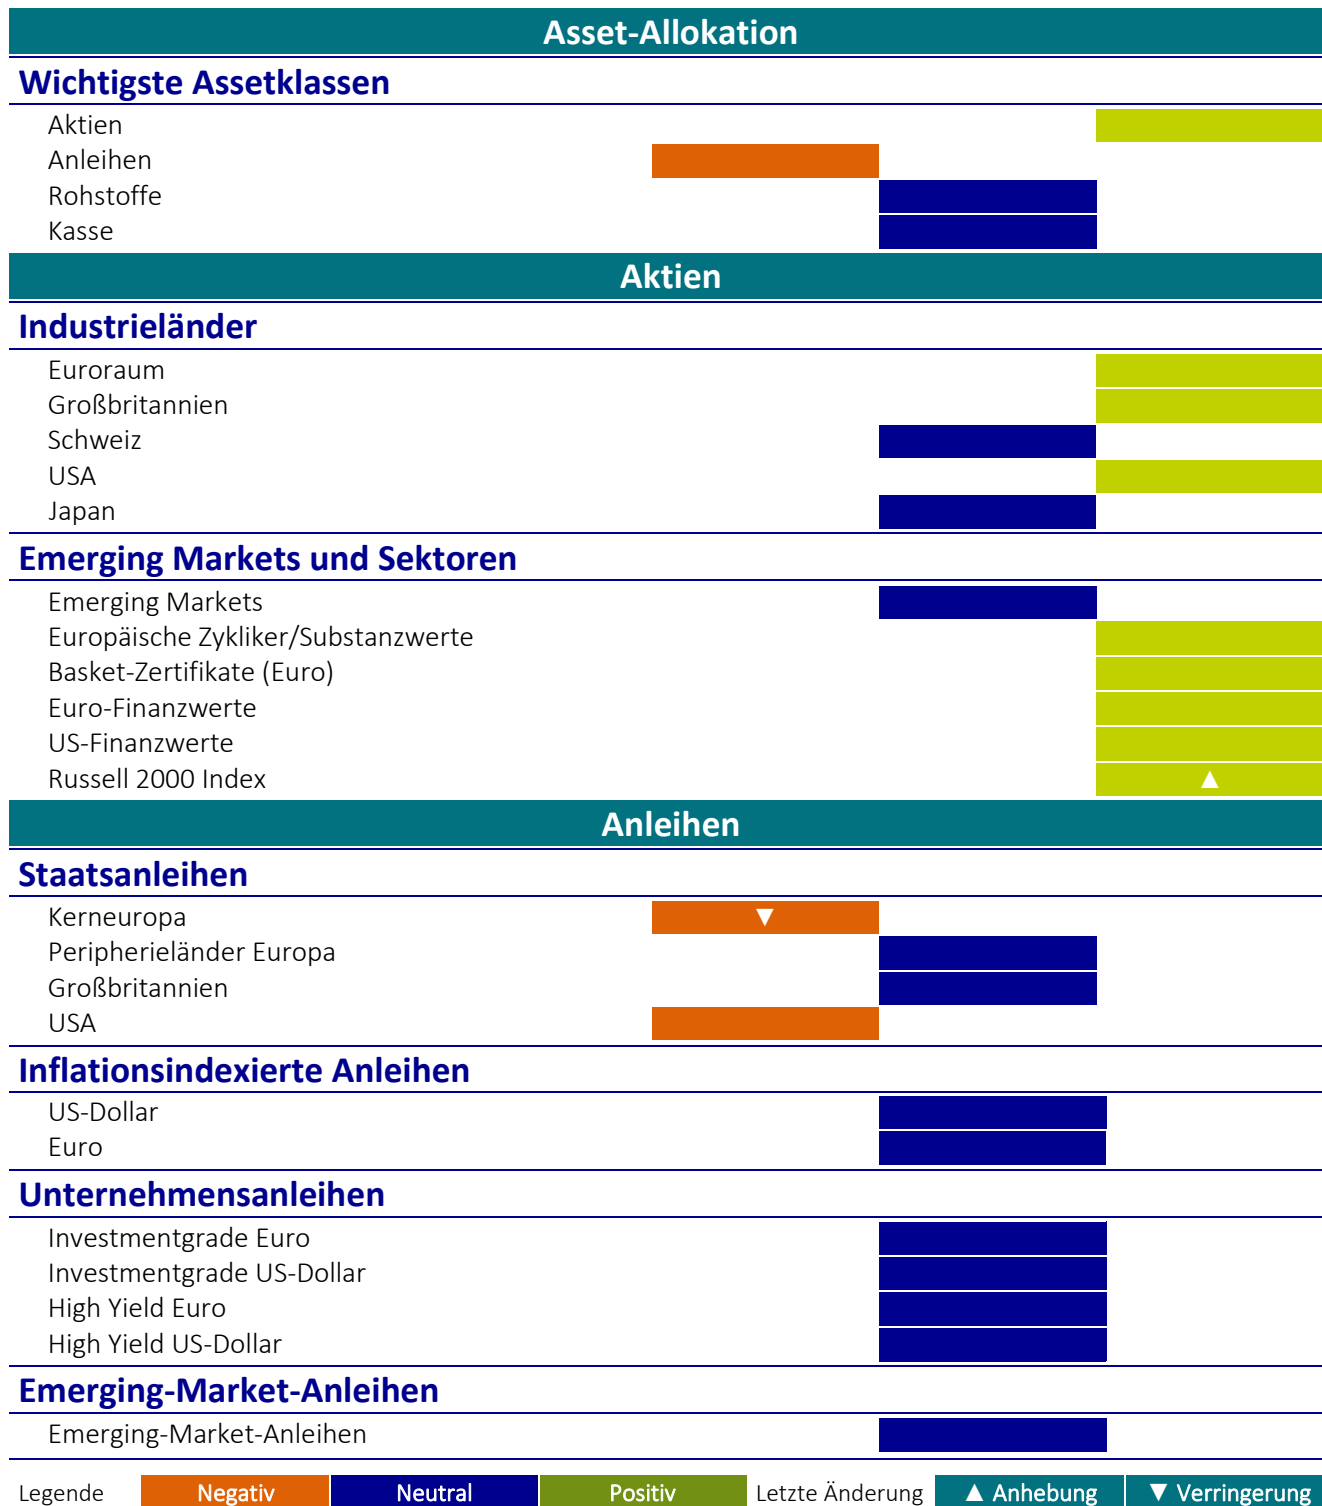 Asset-Allokation
Wichtigste Assetklassen
Aktien
Anleihen
Rohstoffe
Kasse
Aktien
Industrieländer
Euroraum
Großbritannien
Schweiz
USA
Japan
Emerging Markets und Sektoren
Emerging Markets
Europäische Zykliker/Substanzwerte
Basket-Zertifikate (Euro)
Euro-Finanzwerte
US-Finanzwerte
Russell 2000 Index ▲
Anleihen
Staatsanleihen
Kerneuropa ▼
Peripherieländer Europa
Großbritannien
USA
Inflationsindexierte Anleihen
US-Dollar
Euro
Unternehmensanleihen
Investmentgrade Euro
Investmentgrade US-Dollar
High Yield Euro
High Yield US-Dollar
Emerging-Market-Anleihen
Emerging-Market-Anleihen
Legende Negativ Neutral Positiv Letzte Änderung ▲ Anhebung ▼ Verringerung